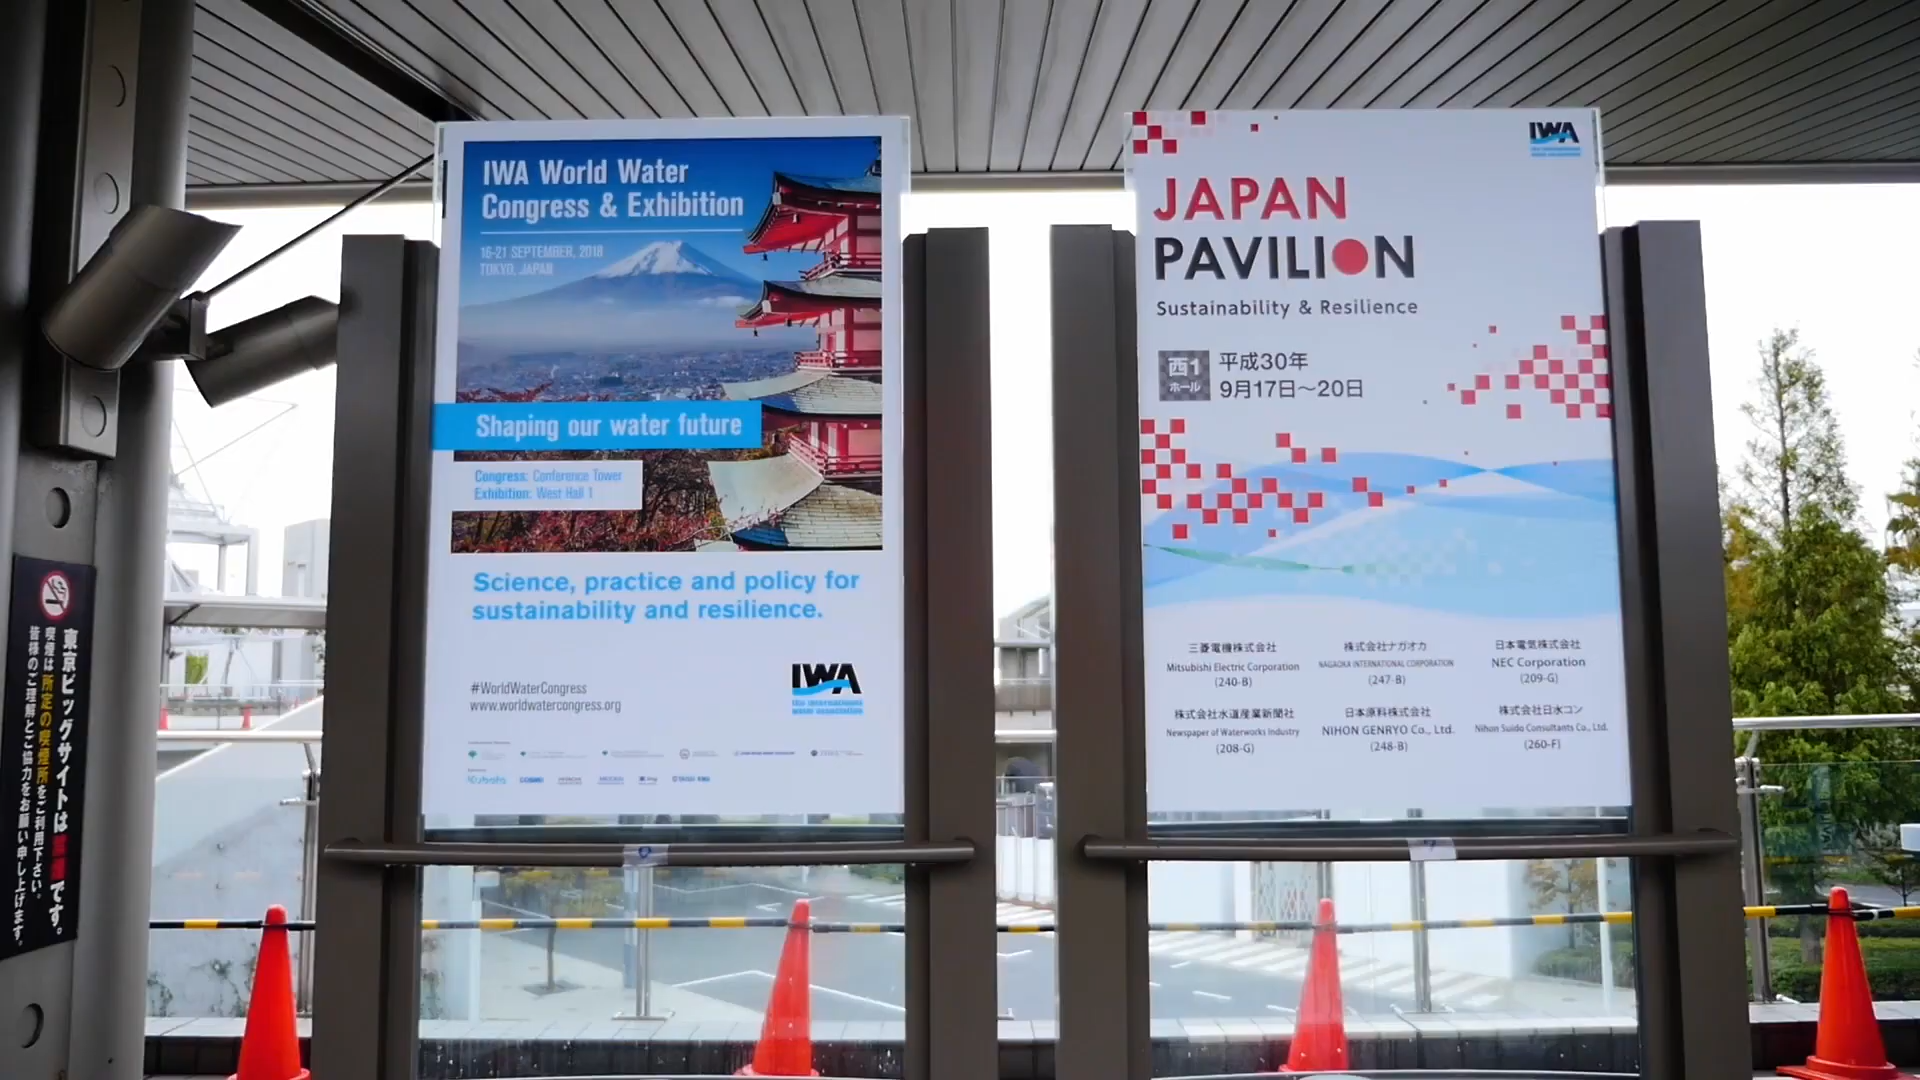 IWA World Water
Congress & Exhibition
16-21 SEPTEMBER, 2018
TOKYO, JAPAN
Shaping our water future
Congress: Conference Tower
Exhibition: West Hall 1
Science, practice and policy for
sustainability and resilience.
#WorldWaterCongress
www.worldwatercongress.org
IWA
the international
water association
Kubota
IWA
JAPAN
PAVILION
Sustainability & Resilience
西1
ホール
平成30年
9月17日～20日
三菱電機株式会社
Mitsubishi Electric Corporation
(240-B)
株式会社ナガオカ
NAGAOKA INTERNATIONAL CORPORATION
(247-B)
日本電気株式会社
NEC Corporation
(209-G)
株式会社水道産業新聞社
Newspaper of Waterworks Industry
(208-G)
日本原料株式会社
NIHON GENRYO Co., Ltd.
(248-B)
株式会社日水コン
Nihon Suido Consultants Co., Ltd.
(260-F)
東京ビッグサイトは禁煙です。
喫煙は所定の喫煙所をご利用下さい。
皆様のご理解とご協力をお願い申し上げます。